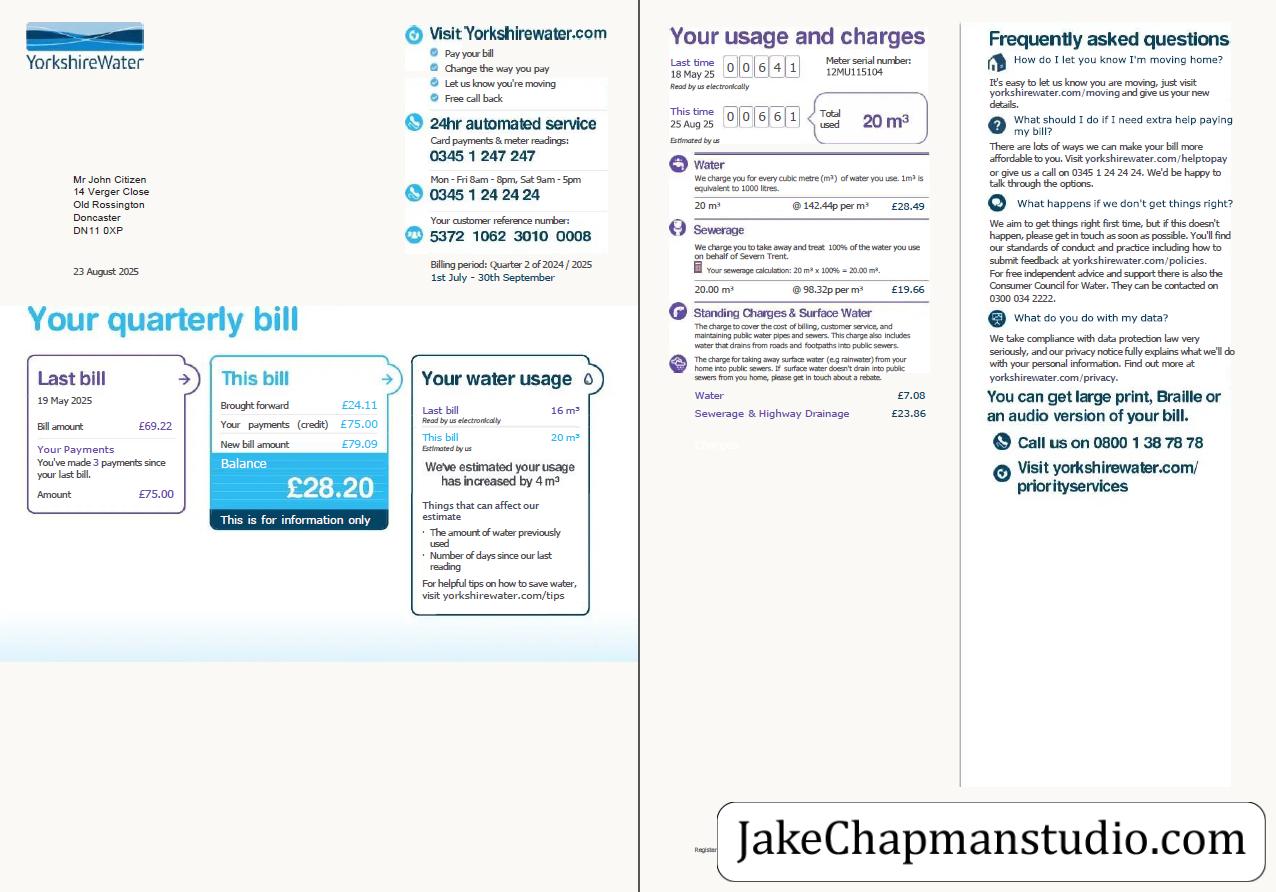 YorkshireWater
Visit Yorkshirewater.com
Pay your bill
Change the way you pay
Let us know you're moving
Free call back
24hr automated service
Card payments & meter readings:
0345 1 247 247
Mon - Fri 8am - 8pm, Sat 9am - 5pm
0345 1 24 24 24
Your customer reference number:
5372 1062 3010 0008
Billing period: Quarter 2 of 2024 / 2025
1st July - 30th September
Mr John Citizen
14 Verger Close
Old Rossington
Doncaster
DN11 0XP
23 August 2025
Your quarterly bill
Last bill
19 May 2025
Bill amount £69.22
Your Payments
You've made 3 payments since
your last bill.
Amount £75.00
This bill
Brought forward £24.11
Your payments (credit) £75.00
New bill amount £79.09
Balance
£28.20
This is for information only
Your water usage
Last bill 16 m³
Read by us electronically
This bill 20 m³
Estimated by us
We've estimated your usage
has increased by 4 m³
Things that can affect our
estimate
· The amount of water previously
used
· Number of days since our last
reading
For helpful tips on how to save water,
visit yorkshirewater.com/tips
Your usage and charges
Last time 0 0 6 4 1 Meter serial number:
18 May 25 12MU115104
Read by us electronically
This time 0 0 6 6 1 Total
25 Aug 25 used 20 m³
Estimated by us
Water
We charge you for every cubic metre (m³) of water you use. 1m³ is
equivalent to 1000 litres.
20 m³ @ 142.44p per m³ £28.49
Sewerage
We charge you to take away and treat 100% of the water you use
on behalf of Severn Trent.
Your sewerage calculation: 20 m³ x 100% = 20.00 m³.
20.00 m³ @ 98.32p per m³ £19.66
Standing Charges & Surface Water
The charge to cover the cost of billing, customer service, and
maintaining public water pipes and sewers. This charge also includes
water that drains from roads and footpaths into public sewers.
The charge for taking away surface water (e.g rainwater) from your
home into public sewers. If surface water doesn't drain into public
sewers from you home, please get in touch about a rebate.
Water £7.08
Sewerage & Highway Drainage £23.86
Charges
Frequently asked questions
How do I let you know I'm moving home?
It's easy to let us know you are moving, just visit
yorkshirewater.com/moving and give us your new
details.
What should I do if I need extra help paying
my bill?
There are lots of ways we can make your bill more
affordable to you. Visit yorkshirewater.com/helptopay
or give us a call on 0345 1 24 24 24. We'd be happy to
talk through the options.
What happens if we don't get things right?
We aim to get things right first time, but if this doesn't
happen, please get in touch as soon as possible. You'll find
our standards of conduct and practice including how to
submit feedback at yorkshirewater.com/policies.
For free independent advice and support there is also the
Consumer Council for Water. They can be contacted on
0300 034 2222.
What do you do with my data?
We take compliance with data protection law very
seriously, and our privacy notice fully explains what we'll do
with your personal information. Find out more at
yorkshirewater.com/privacy.
You can get large print, Braille or
an audio version of your bill.
Call us on 0800 1 38 78 78
Visit yorkshirewater.com/
priorityservices
Register
JakeChapmanstudio.com